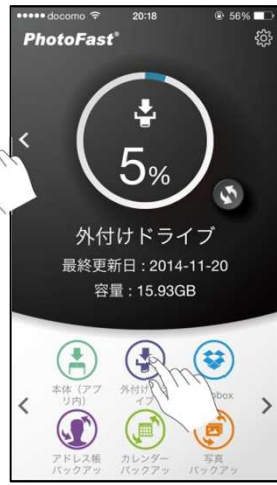 docomo 20:18 56%
PhotoFast®
5%
外付けドライブ
最終更新日 : 2014-11-20
容量 : 15.93GB
本体（アプ
リ内）
外付け
イブ
box
アドレス帳
バックアッ
カレンダー
バックアッ
写真
バックアッ